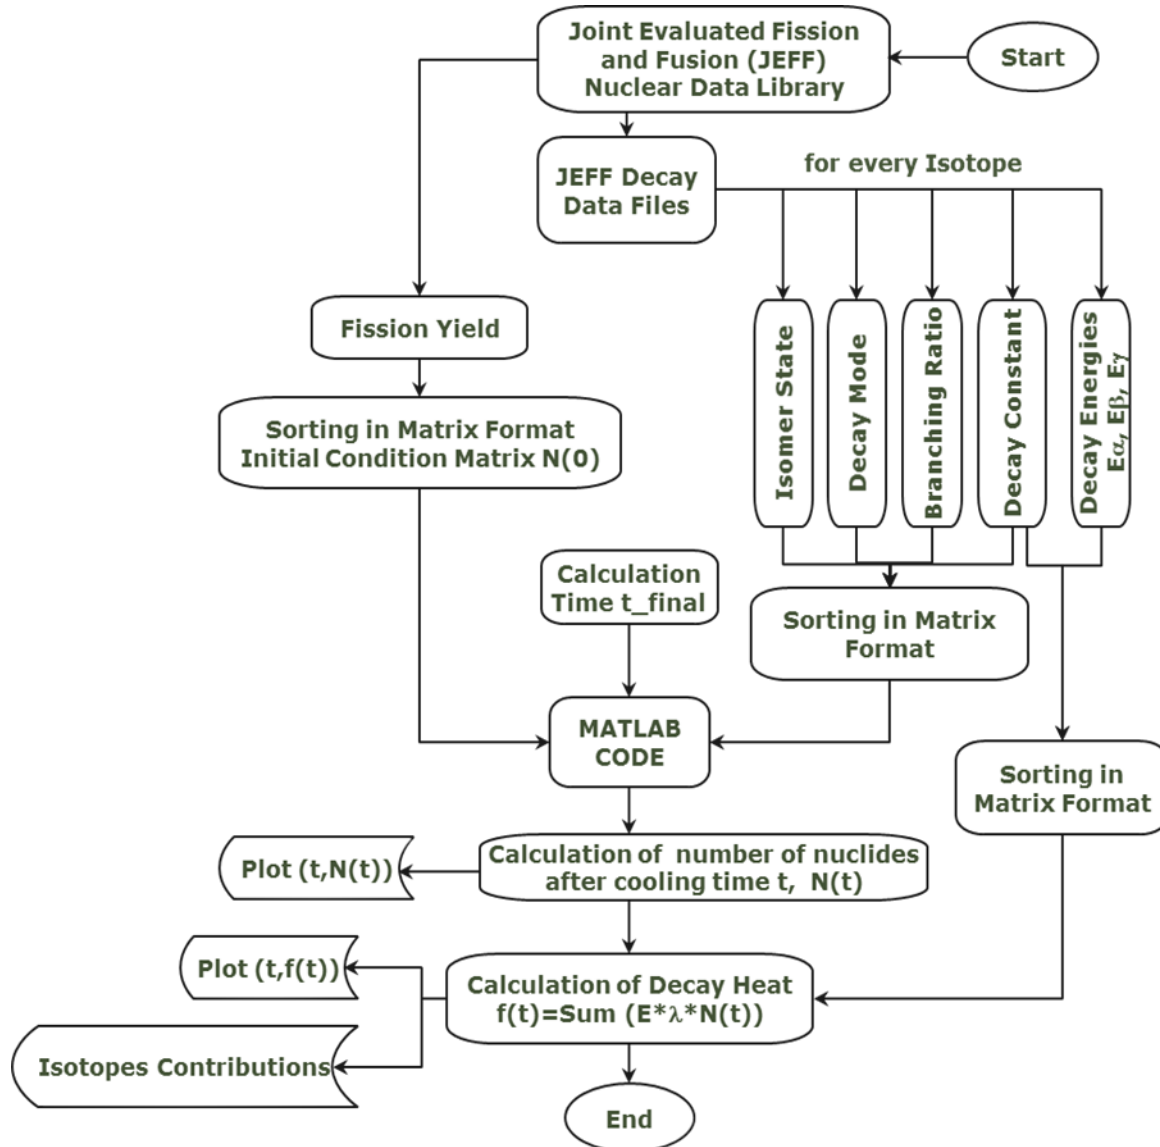 Joint Evaluated Fission
and Fusion (JEFF)
Nuclear Data Library
Start
JEFF Decay
Data Files
for every Isotope
Fission Yield
Isomer State
Decay Mode
Branching Ratio
Decay Constant
Decay Energies
Eα, Eβ, Eγ
Sorting in Matrix Format
Initial Condition Matrix N(0)
Calculation
Time t_final
Sorting in Matrix
Format
MATLAB
CODE
Sorting in
Matrix Format
Plot (t,N(t))
Calculation of number of nuclides
after cooling time t, N(t)
Plot (t,f(t))
Calculation of Decay Heat
f(t)=Sum (E*λ*N(t))
Isotopes Contributions
End